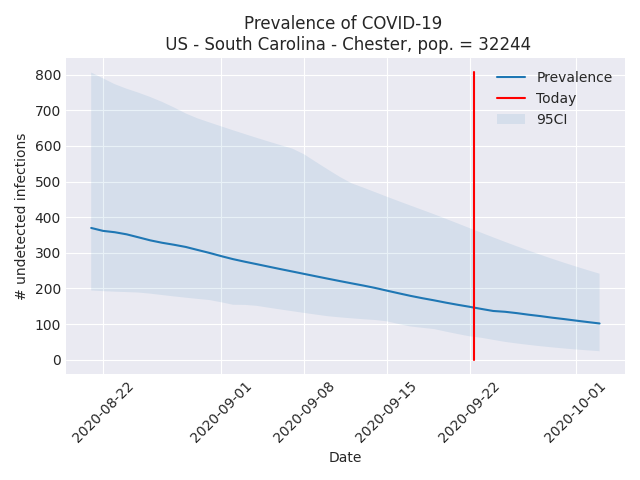 Prevalence of COVID-19
US - South Carolina - Chester, pop. = 32244
# undetected infections
800
700
600
500
400
300
200
100
0
Prevalence
Today
95CI
2020-08-22
2020-09-01
2020-09-08
2020-09-15
2020-09-22
2020-10-01
Date